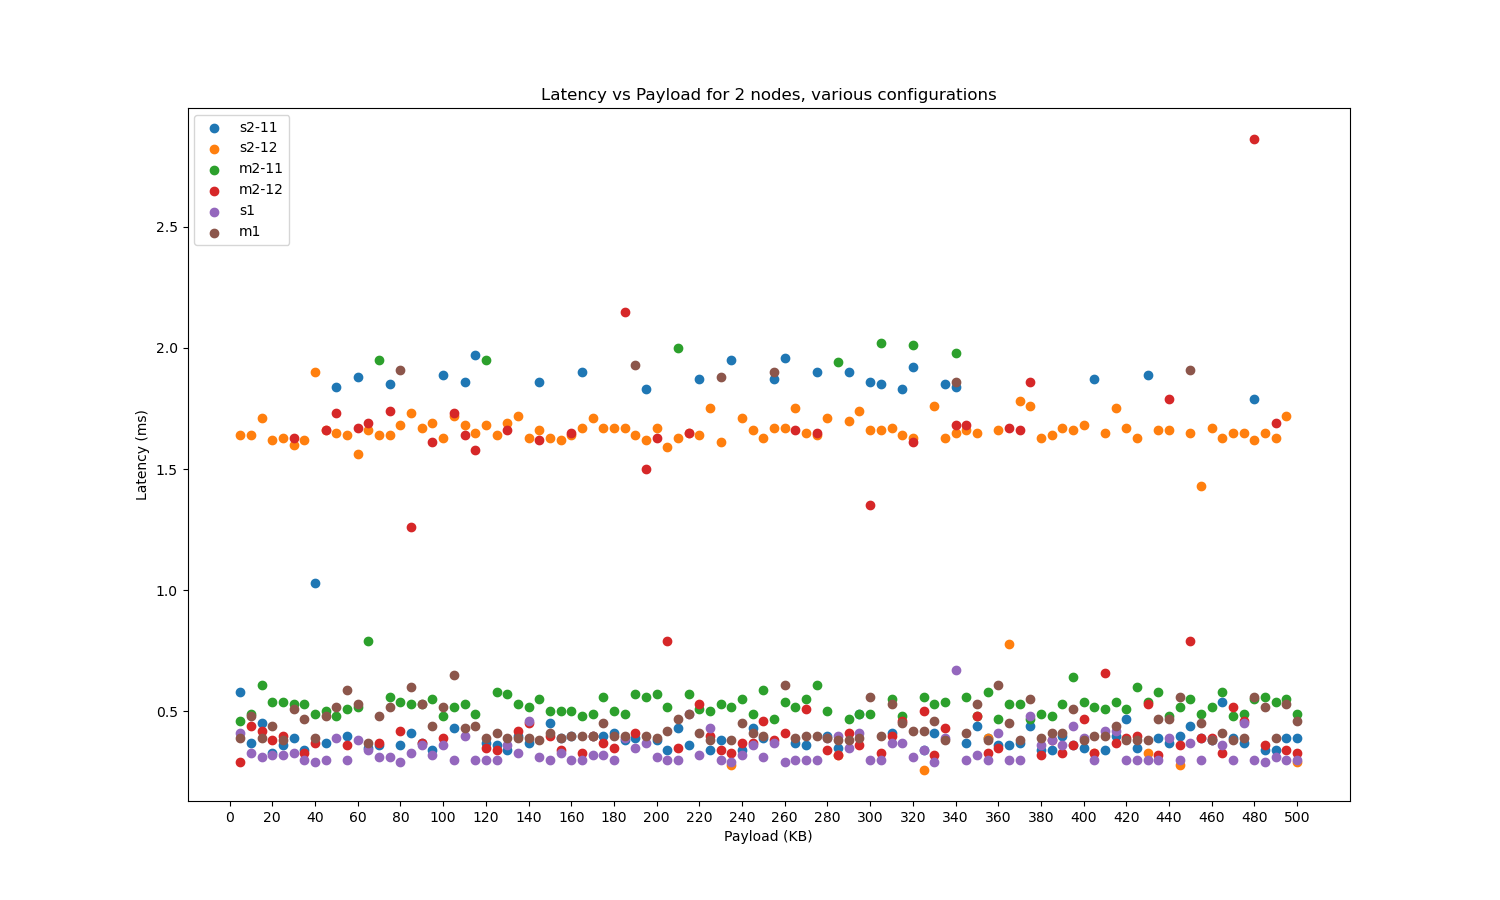 Latency vs Payload for 2 nodes, various configurations
s2-11
s2-12
m2-11
m2-12
s1
m1
2.5
2.0
1.5
1.0
0.5
Latency (ms)
0 20 40 60 80 100 120 140 160 180 200 220 240 260 280 300 320 340 360 380 400 420 440 460 480 500
Payload (KB)